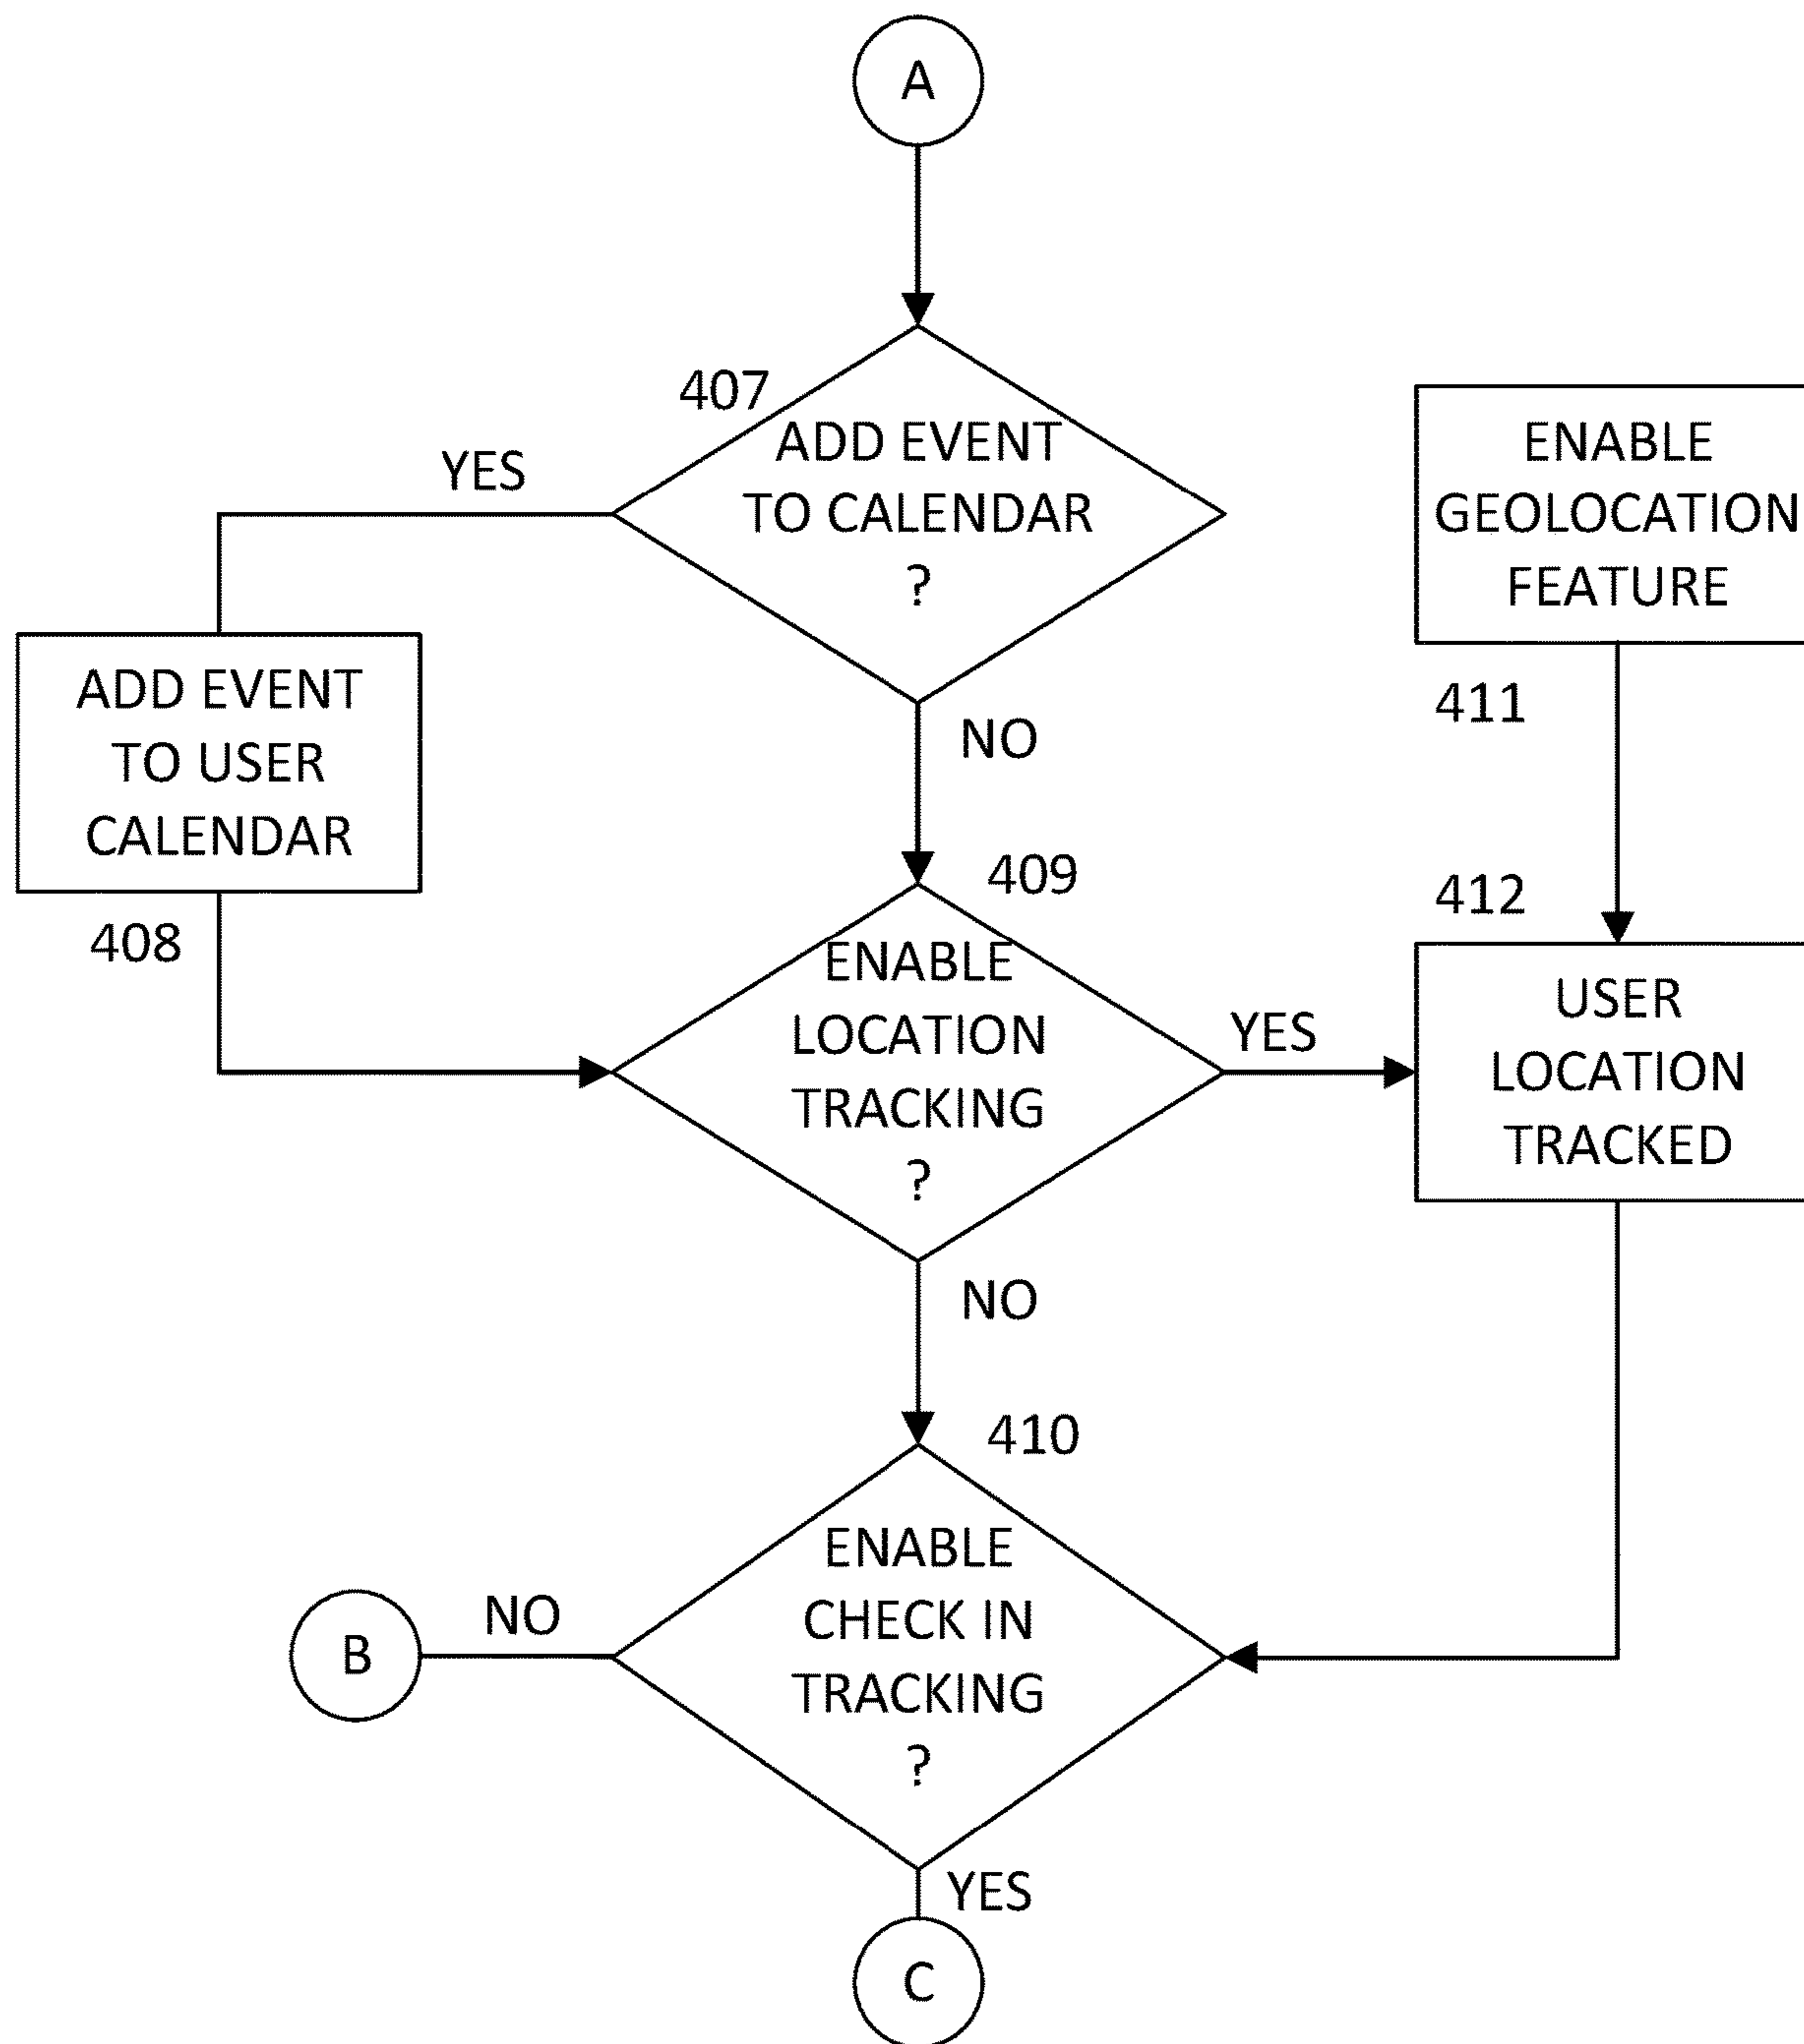 A
407
ADD EVENT
TO CALENDAR
?
YES
NO
ENABLE
GEOLOCATION
FEATURE
411
ADD EVENT
TO USER
CALENDAR
408
409
ENABLE
LOCATION
TRACKING
?
YES
NO
412
USER
LOCATION
TRACKED
410
ENABLE
CHECK IN
TRACKING
?
NO
B
YES
C